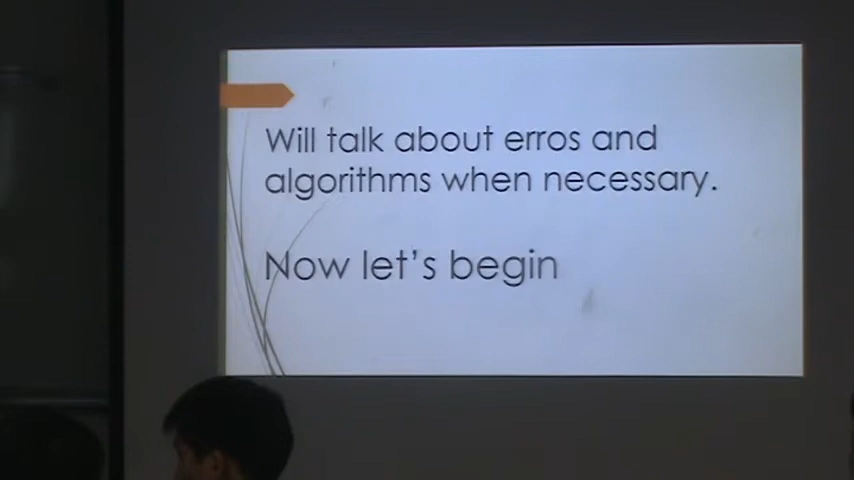 Will talk about erros and
algorithms when necessary.
Now let's begin